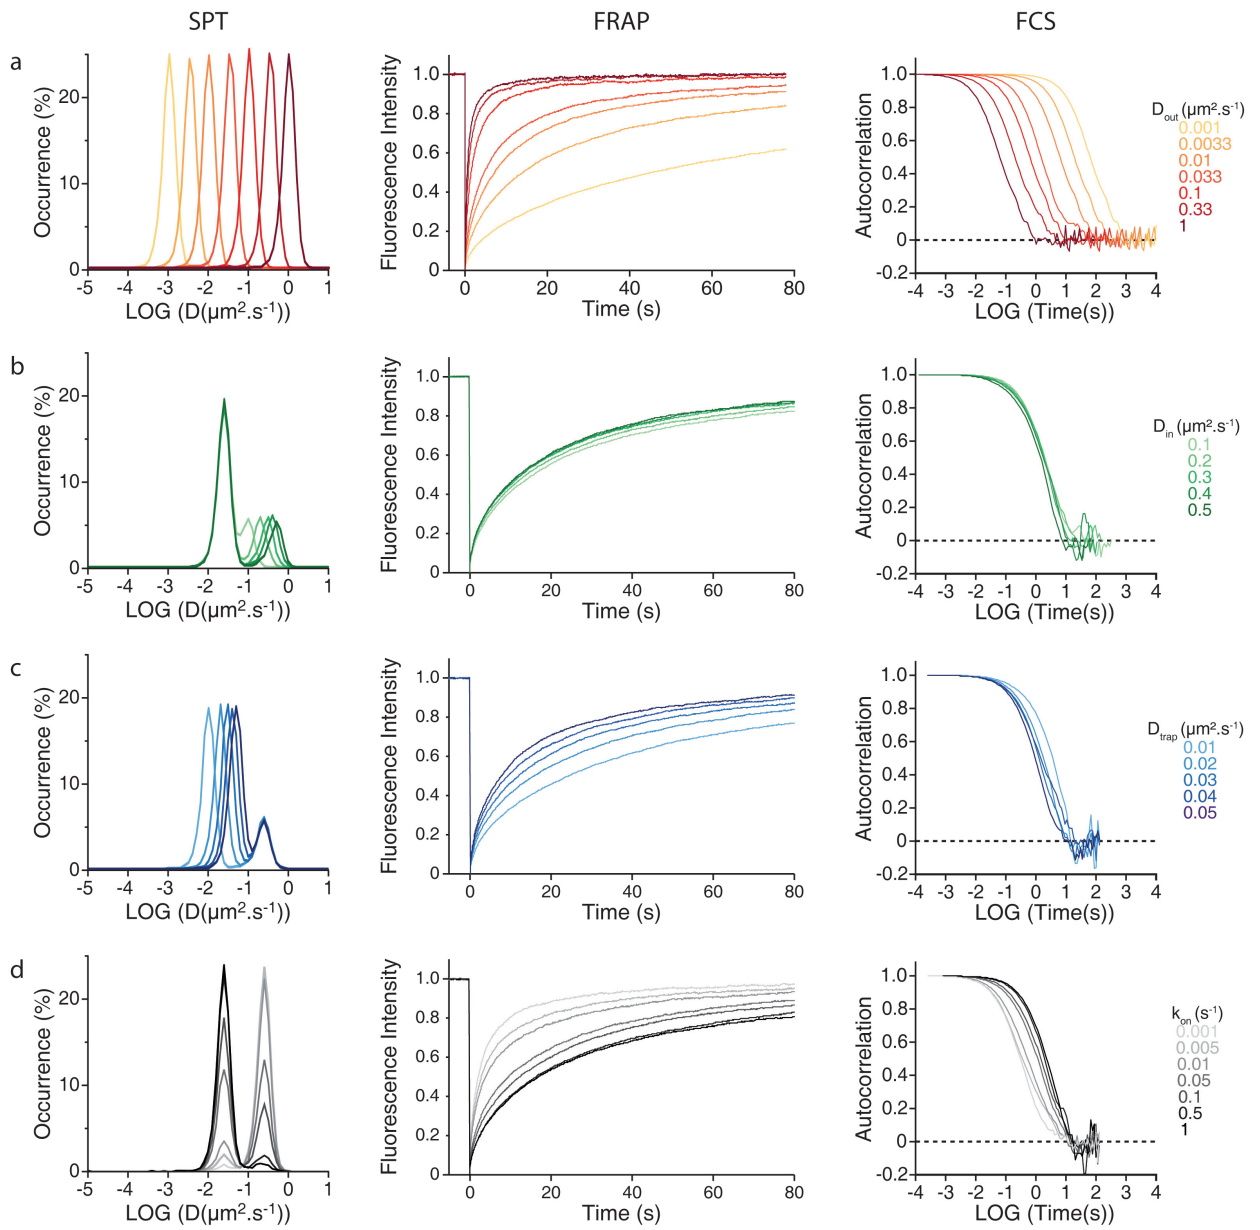 SPT FRAP FCS
a
Occurrence (%)
20
10
0
-5 -4 -3 -2 -1 0 1
LOG (D(µm².s⁻¹))
Fluorescence Intensity
1.0
0.8
0.6
0.4
0.2
0
0 20 40 60 80
Time (s)
Autocorrelation
1.0
0.8
0.6
0.4
0.2
0
-0.2
-4 -3 -2 -1 0 1 2 3 4
LOG (Time(s))
Dout (µm².s⁻¹)
0.001
0.0033
0.01
0.033
0.1
0.33
1
b
Occurrence (%)
20
10
0
-5 -4 -3 -2 -1 0 1
LOG (D(µm².s⁻¹))
Fluorescence Intensity
1.0
0.8
0.6
0.4
0.2
0
0 20 40 60 80
Time (s)
Autocorrelation
1.0
0.8
0.6
0.4
0.2
0
-0.2
-4 -3 -2 -1 0 1 2 3 4
LOG (Time(s))
Din (µm².s⁻¹)
0.1
0.2
0.3
0.4
0.5
c
Occurrence (%)
20
10
0
-5 -4 -3 -2 -1 0 1
LOG (D(µm².s⁻¹))
Fluorescence Intensity
1.0
0.8
0.6
0.4
0.2
0
0 20 40 60 80
Time (s)
Autocorrelation
1.0
0.8
0.6
0.4
0.2
0
-0.2
-4 -3 -2 -1 0 1 2 3 4
LOG (Time(s))
Dtrap (µm².s⁻¹)
0.01
0.02
0.03
0.04
0.05
d
Occurrence (%)
20
10
0
-5 -4 -3 -2 -1 0 1
LOG (D(µm².s⁻¹))
Fluorescence Intensity
1.0
0.8
0.6
0.4
0.2
0
0 20 40 60 80
Time (s)
Autocorrelation
1.0
0.8
0.6
0.4
0.2
0
-0.2
-4 -3 -2 -1 0 1 2 3 4
LOG (Time(s))
kon (s⁻¹)
0.001
0.005
0.01
0.05
0.1
0.5
1